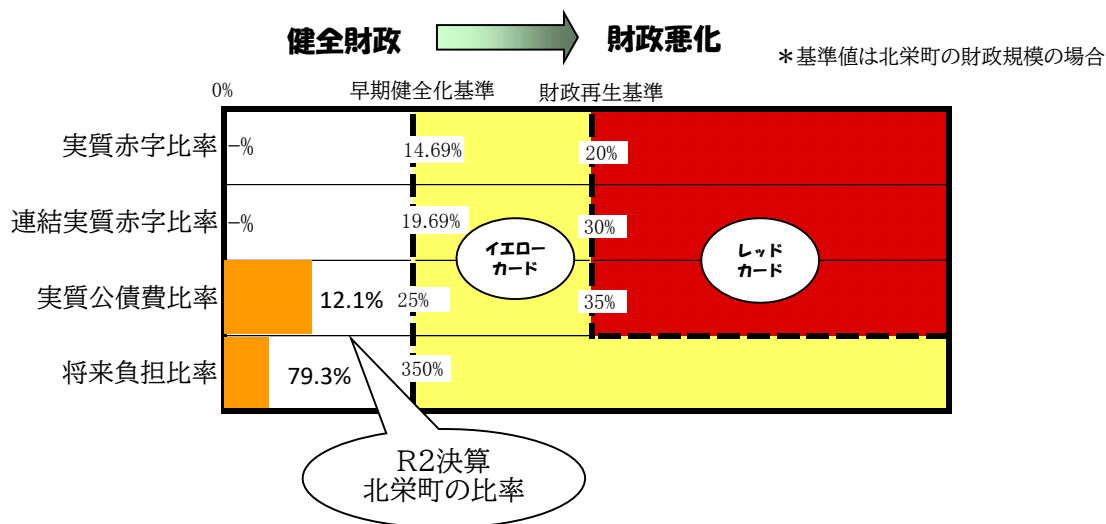 健全財政
財政悪化
＊基準値は北栄町の財政規模の場合
0%
早期健全化基準
財政再生基準
実質赤字比率
–%
14.69%
20%
連結実質赤字比率
–%
19.69%
30%
イエロー
カード
レッド
カード
実質公債費比率
12.1%
25%
35%
将来負担比率
79.3%
350%
R2決算
北栄町の比率